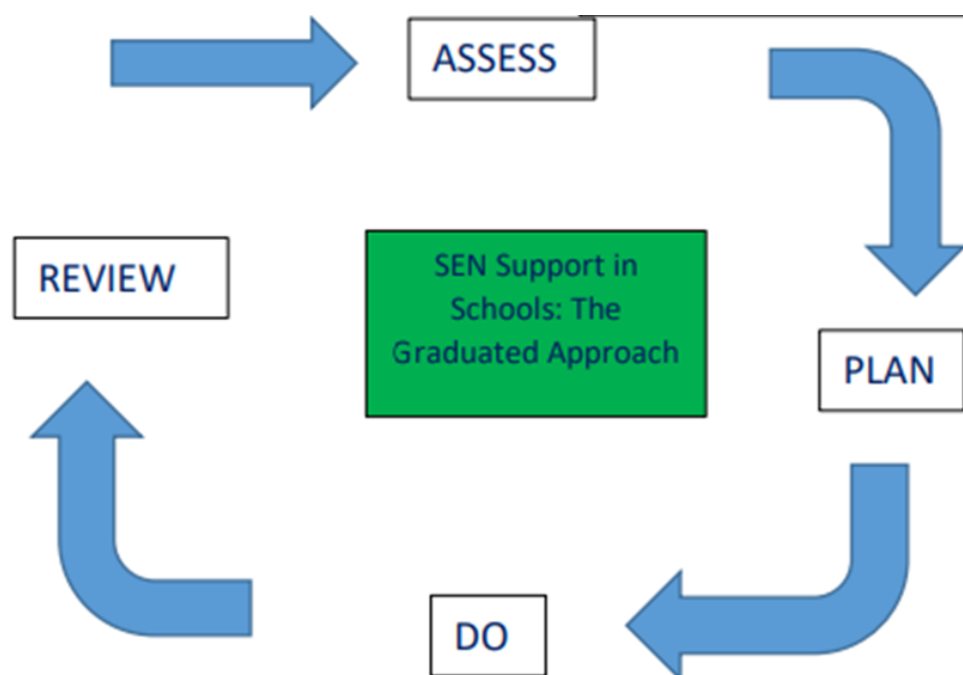 ASSESS
REVIEW
SEN Support in
Schools: The
Graduated Approach
PLAN
DO